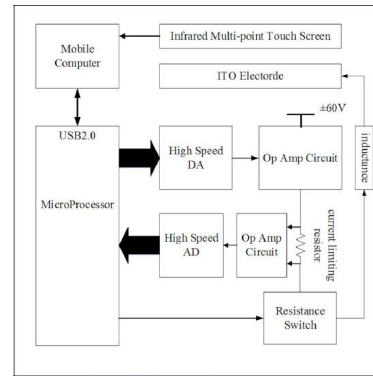 Infrared Multi-point Touch Screen
Mobile
Computer
ITO Electorde
±60V
USB2.0
High Speed
DA
Op Amp Circuit
inductance
MicroProcessor
High Speed
AD
Op Amp
Circuit
current limiting
resistor
Resistance
Switch